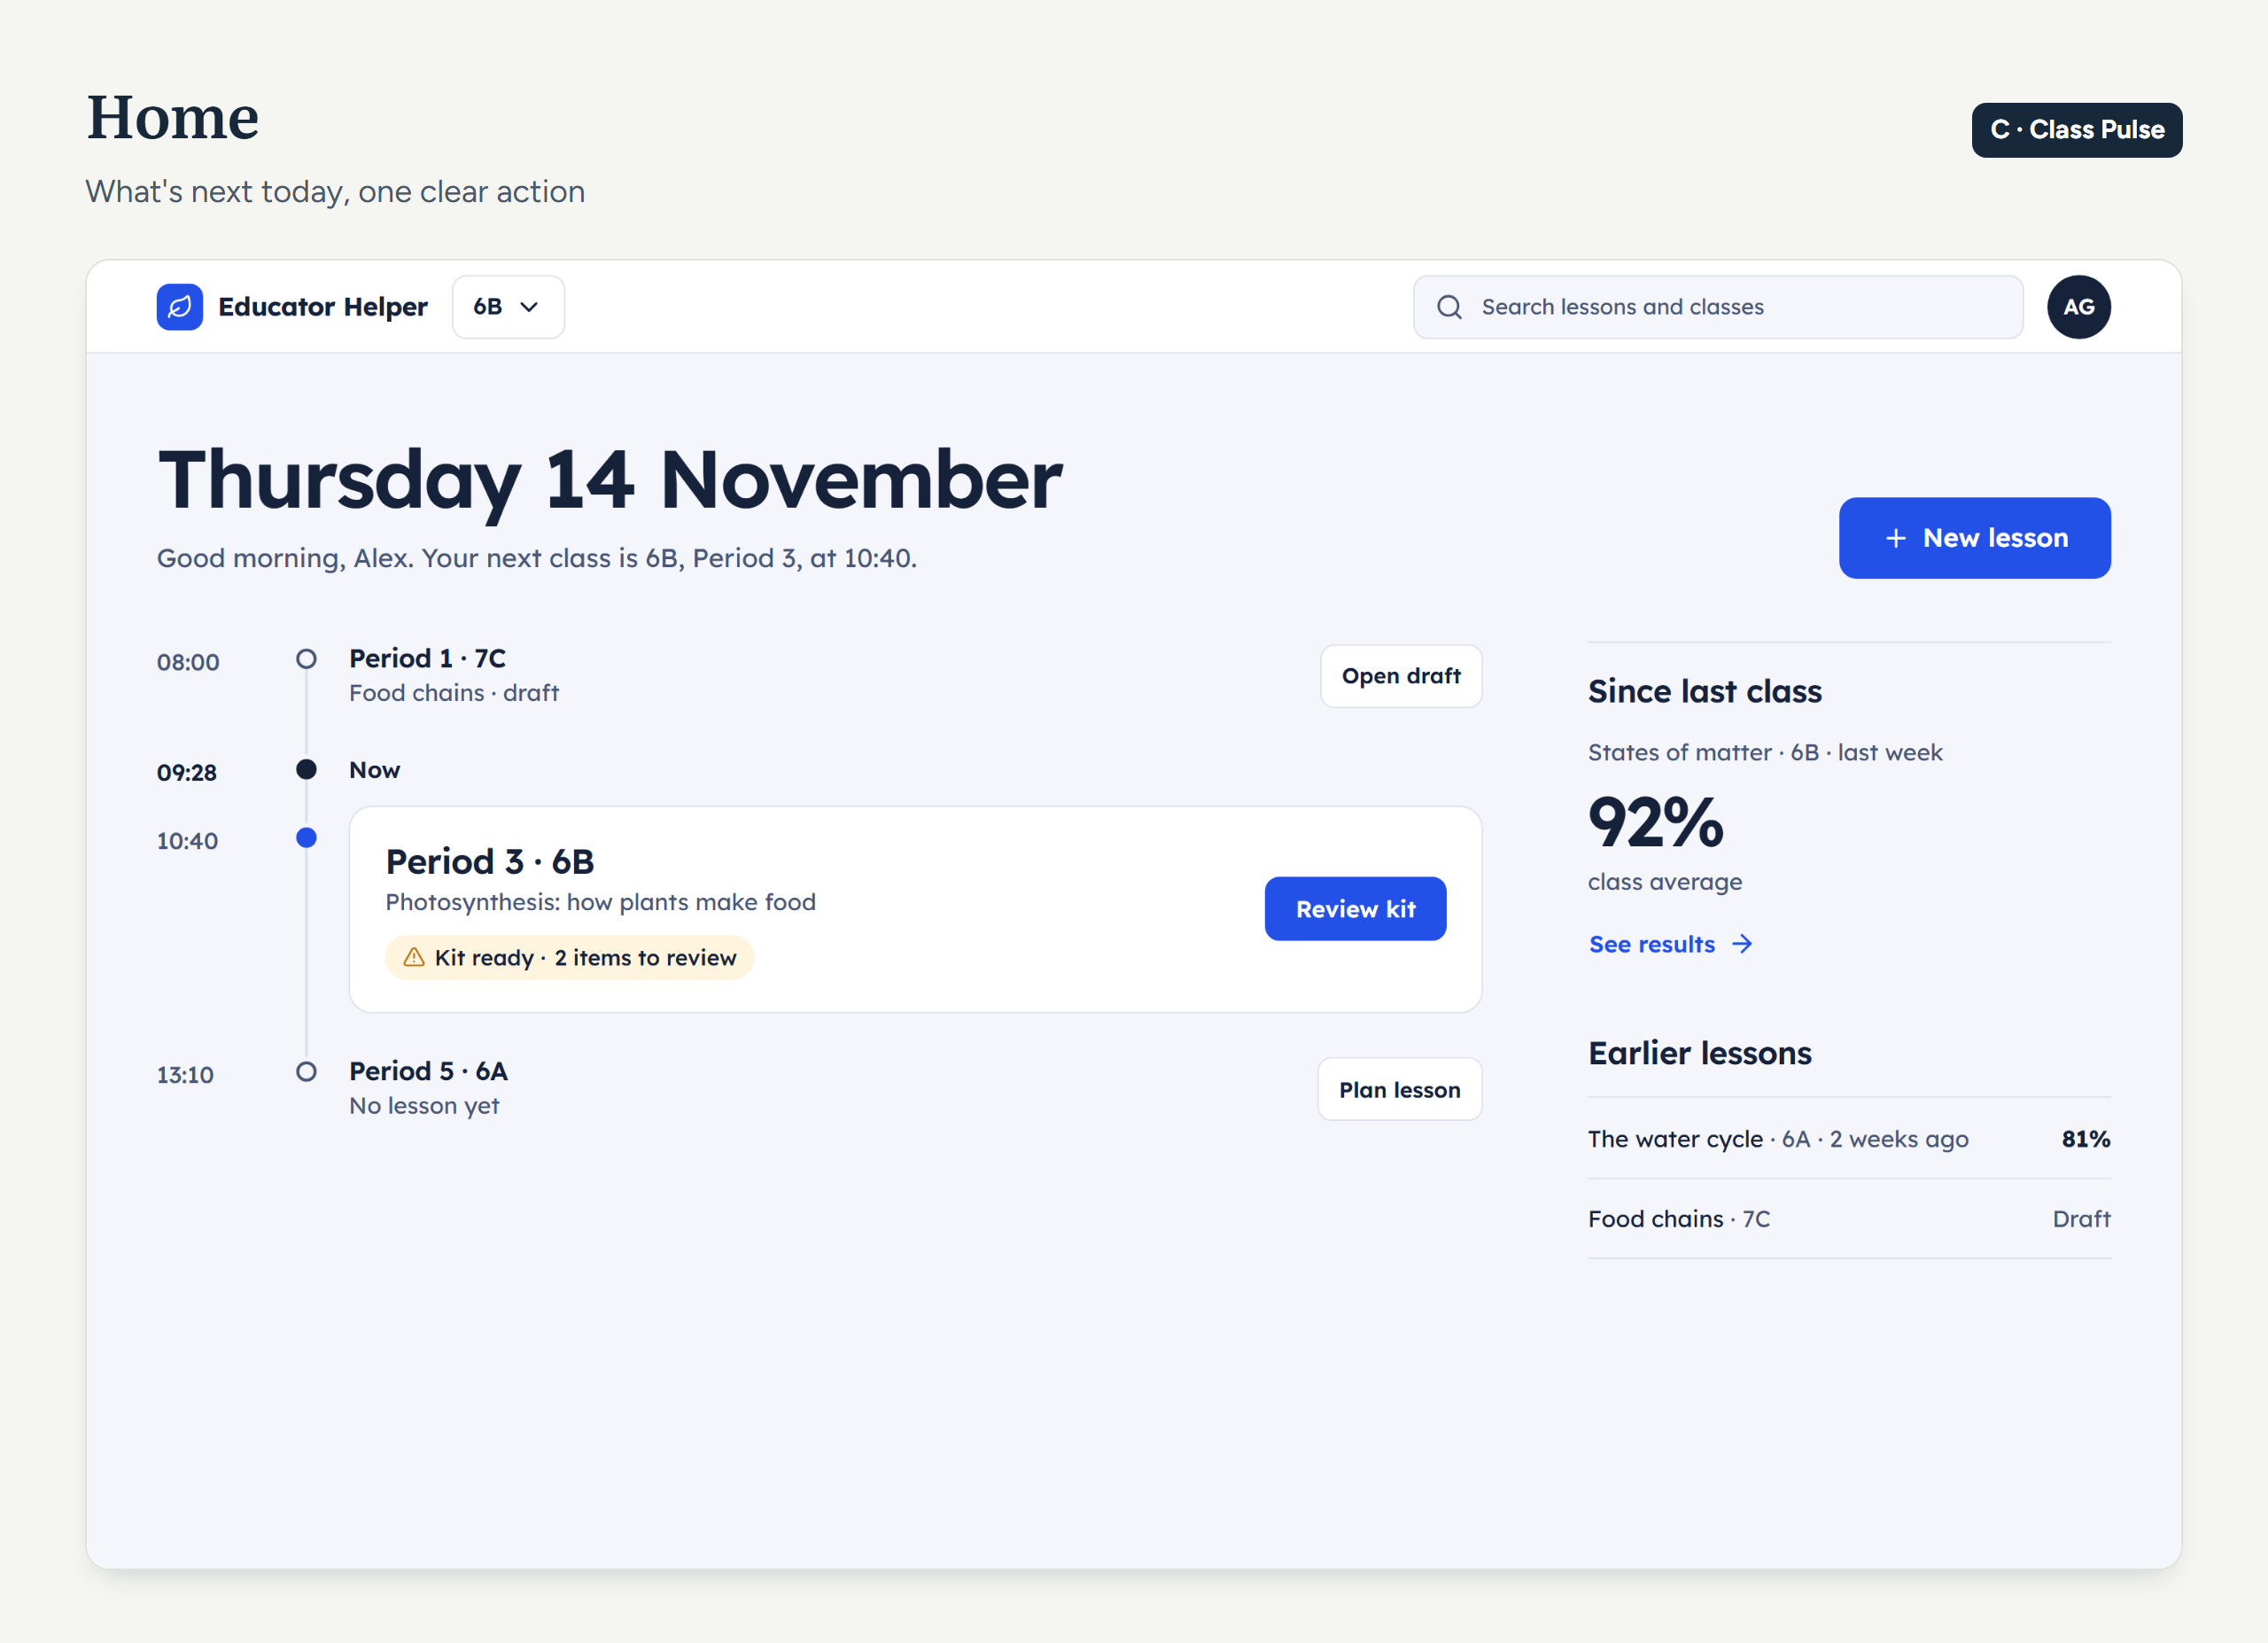 Home
C · Class Pulse
What's next today, one clear action
Educator Helper
6B
Search lessons and classes
AG
Thursday 14 November
Good morning, Alex. Your next class is 6B, Period 3, at 10:40.
+ New lesson
08:00
Period 1 · 7C
Food chains · draft
Open draft
09:28
Now
10:40
Period 3 · 6B
Photosynthesis: how plants make food
Kit ready · 2 items to review
Review kit
13:10
Period 5 · 6A
No lesson yet
Plan lesson
Since last class
States of matter · 6B · last week
92%
class average
See results →
Earlier lessons
The water cycle · 6A · 2 weeks ago 81%
Food chains · 7C Draft